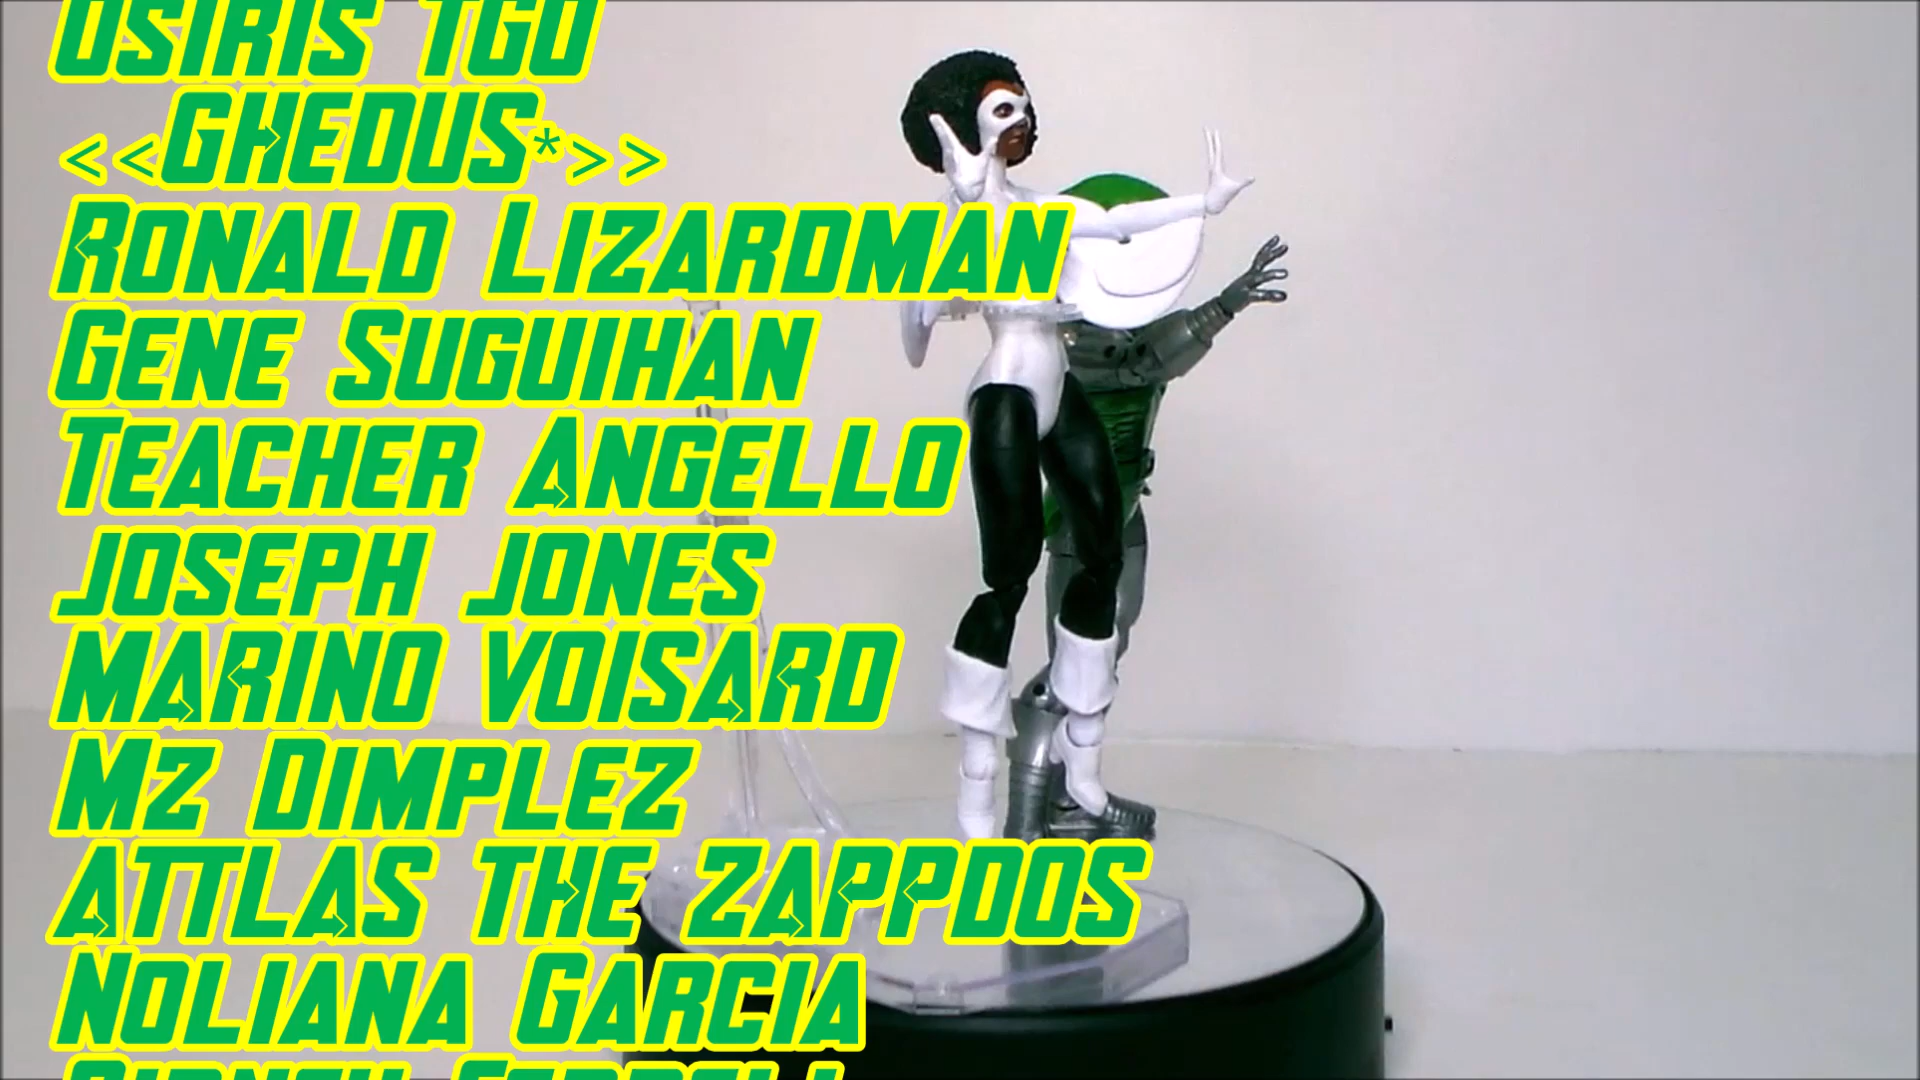 OSIRIS TGO
<<GHEDUS*>>
RONALD LIZARDMAN
GENE SUGUIHAN
TEACHER ANGELLO
JOSEPH JONES
MARINO VOISARD
MZ DIMPLEZ
ATTLAS THE ZAPPDOS
NOLIANA GARCIA